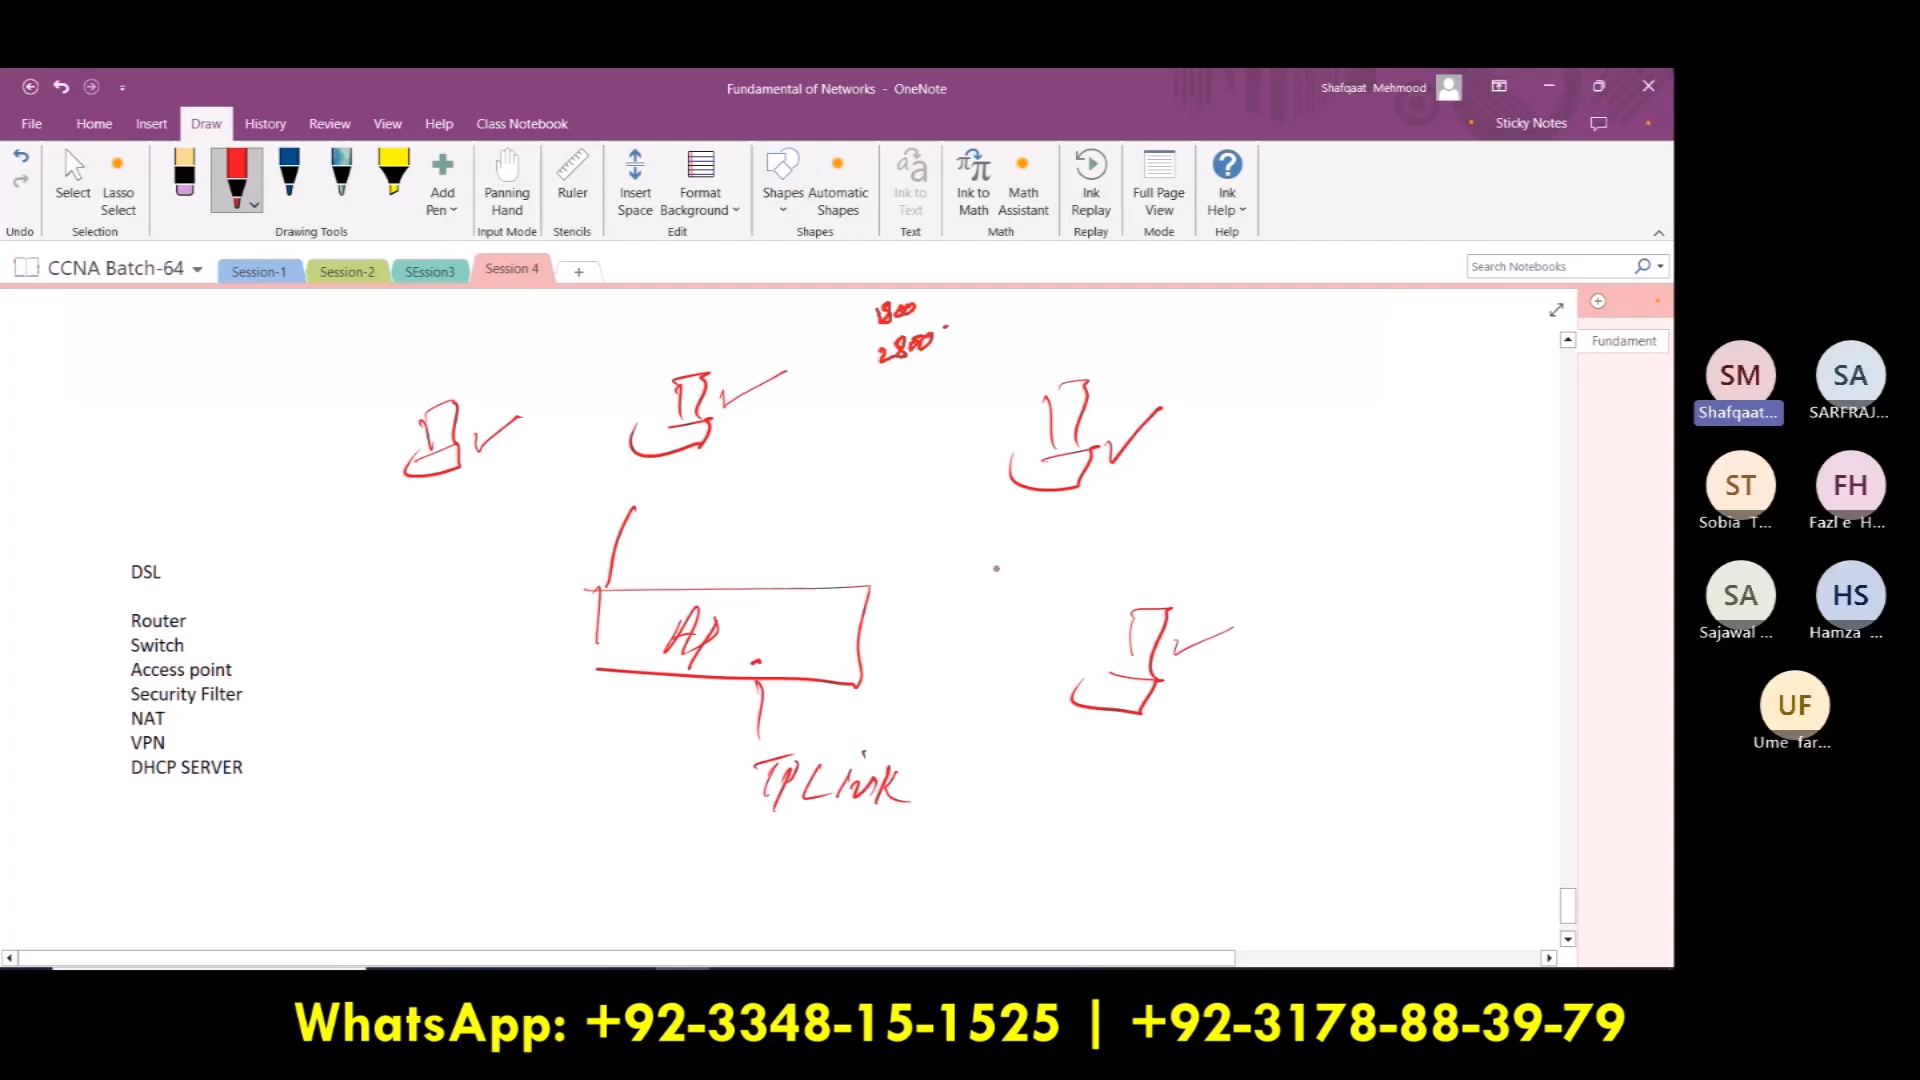 Fundamental of Networks - OneNote
Shafqaat Mehmood
File Home Insert Draw History Review View Help Class Notebook
Sticky Notes
Select
Lasso Select
Add Pen
Panning Hand
Ruler
Insert Space
Format Background
Shapes
Automatic Shapes
Ink to Text
Ink to Math
Math Assistant
Ink Replay
Full Page View
Ink Help
Undo Selection Drawing Tools Input Mode Stencils Edit Shapes Text Math Replay Mode Help
CCNA Batch-64
Session-1 Session-2 SEssion3 Session 4
Search Notebooks
Fundament
1800
2800
DSL
Router
Switch
Access point
Security Filter
NAT
VPN
DHCP SERVER
AP
TP Link
SM
Shafqaat...
SA
SARFRAJ...
ST
Sobia T...
FH
Fazl e H...
SA
Sajawal ...
HS
Hamza ...
UF
Ume far...
WhatsApp: +92-3348-15-1525 | +92-3178-88-39-79